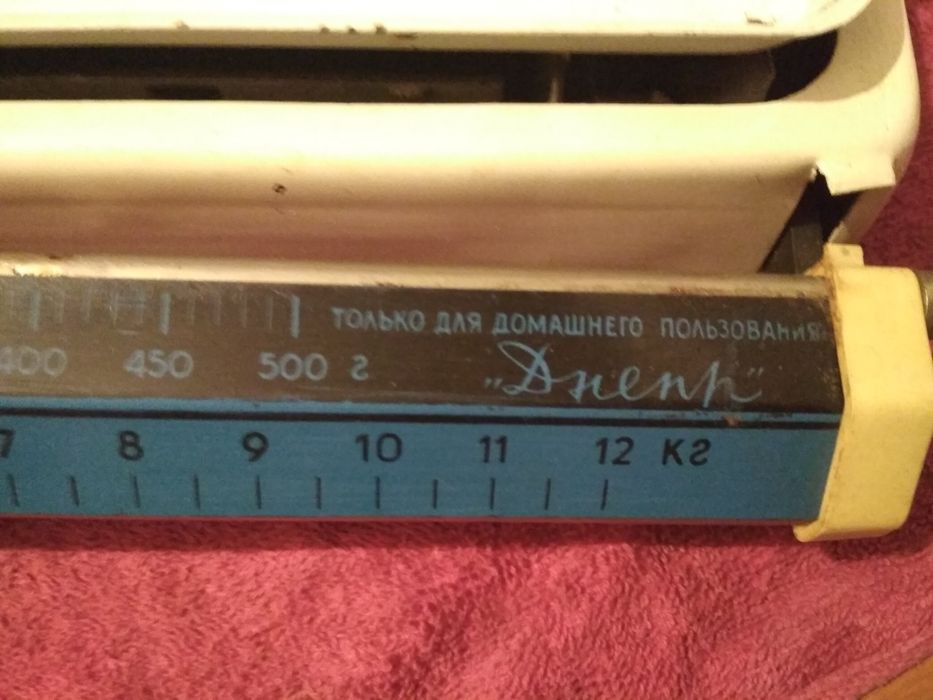 ТОЛЬКО ДЛЯ ДОМАШНЕГО ПОЛЬЗОВАНИЯ
400 450 500 г
„Днепр"
7 8 9 10 11 12 КГ